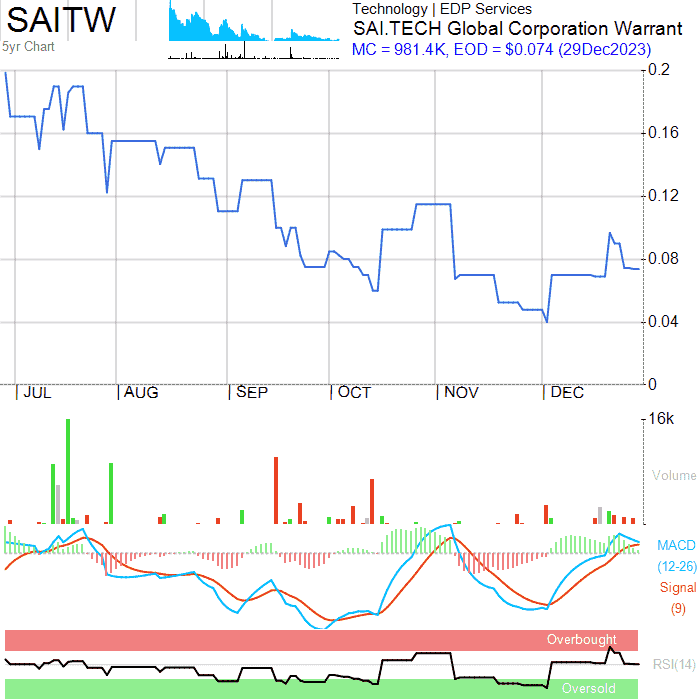 SAITW
5yr Chart
Technology | EDP Services
SAI.TECH Global Corporation Warrant
MC = 981.4K, EOD = $0.074 (29Dec2023)
0.2
0.16
0.12
0.08
0.04
0
JUL AUG SEP OCT NOV DEC
16k
Volume
MACD
(12-26)
Signal
(9)
Overbought
RSI(14)
Oversold